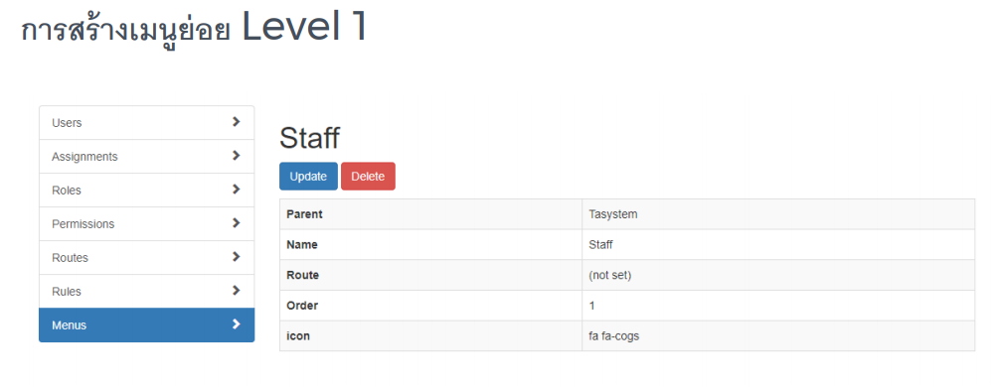 การสร้างเมนูย่อย Level 1
Users
Assignments
Roles
Permissions
Routes
Rules
Menus
Staff
Update Delete
Parent Tasystem
Name Staff
Route (not set)
Order 1
icon fa fa-cogs